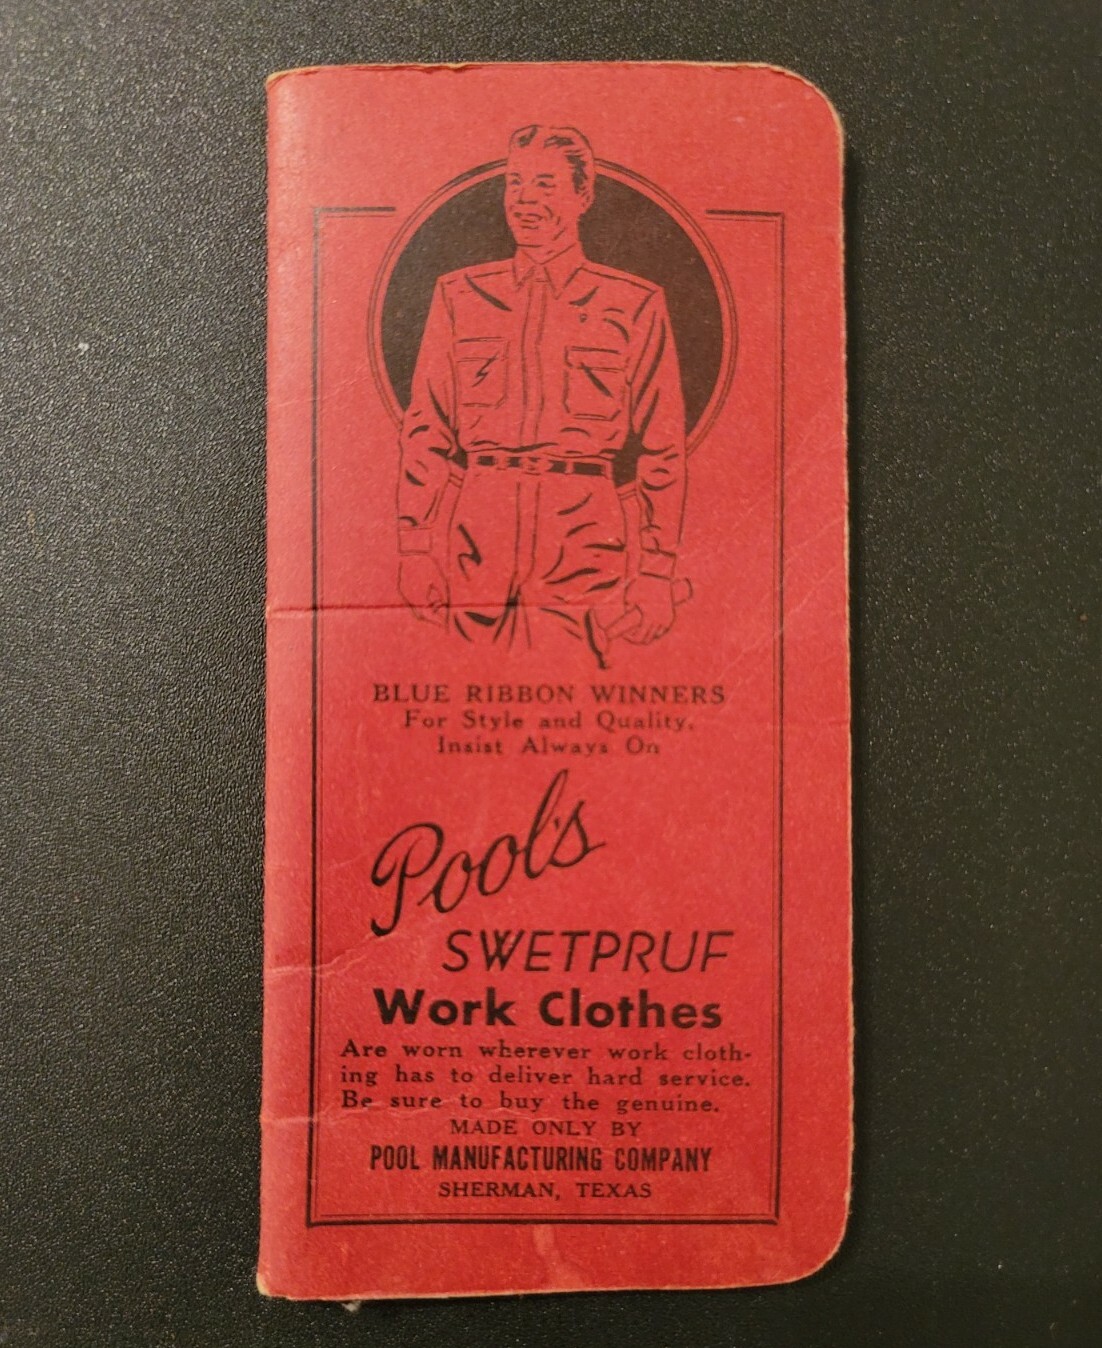 BLUE RIBBON WINNERS
For Style and Quality.
Insist Always On
Pool's
SWETPRUF
Work Clothes
Are worn wherever work cloth-
ing has to deliver hard service.
Be sure to buy the genuine.
MADE ONLY BY
POOL MANUFACTURING COMPANY
SHERMAN, TEXAS